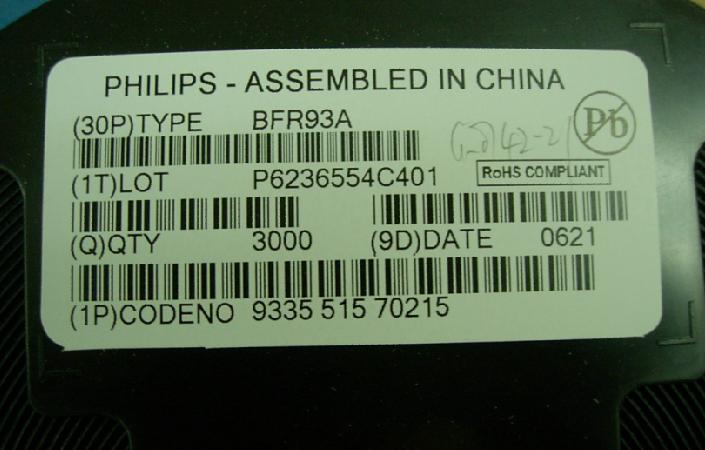 PHILIPS - ASSEMBLED IN CHINA
(30P)TYPE BFR93A
Pb
(1T)LOT P6236554C401
RoHS COMPLIANT
(Q)QTY 3000 (9D)DATE 0621
(1P)CODENO 9335 515 70215